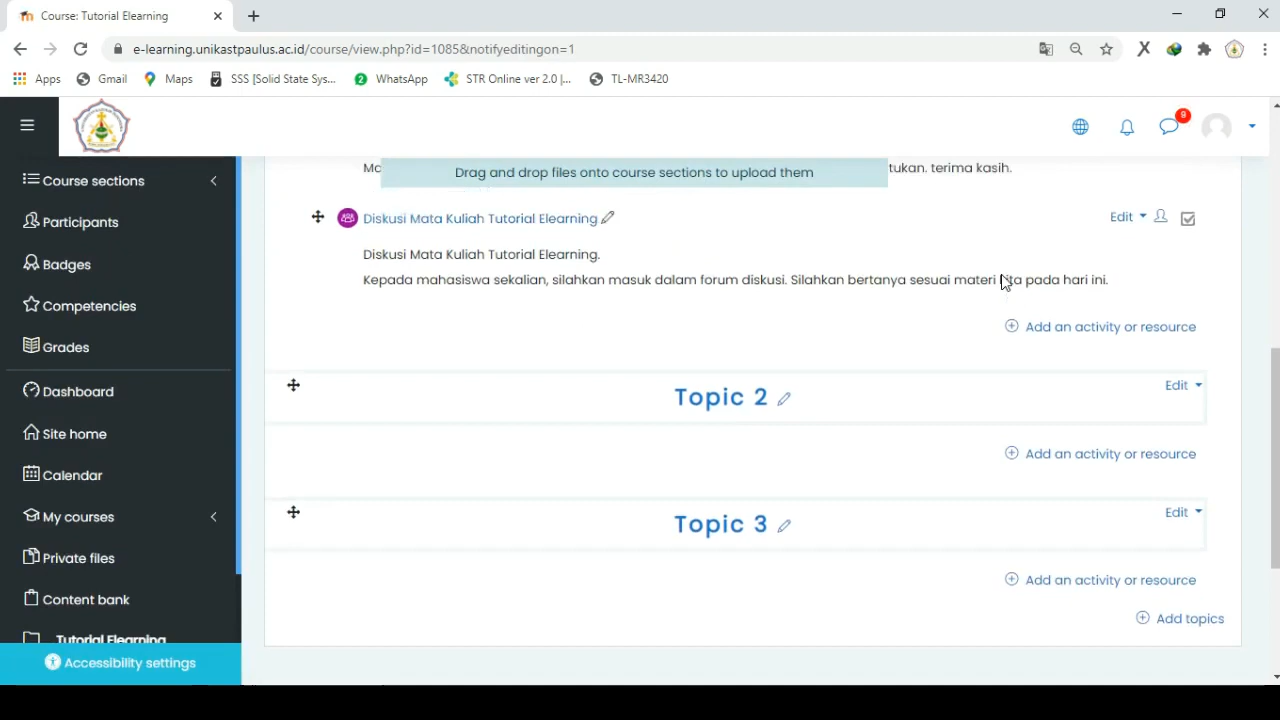 Course: Tutorial Elearning
e-learning.unikastpaulus.ac.id/course/view.php?id=1085&notifyeditingon=1
Apps Gmail Maps SSS [Solid State Sys... WhatsApp STR Online ver 2.0 |... TL-MR3420
9
Course sections
Participants
Badges
Competencies
Grades
Dashboard
Site home
Calendar
My courses
Private files
Content bank
Tutorial Elearning
Accessibility settings
Drag and drop files onto course sections to upload them
tukan. terima kasih.
Diskusi Mata Kuliah Tutorial Elearning
Edit
Diskusi Mata Kuliah Tutorial Elearning.
Kepada mahasiswa sekalian, silahkan masuk dalam forum diskusi. Silahkan bertanya sesuai materi kita pada hari ini.
Add an activity or resource
Topic 2
Edit
Add an activity or resource
Topic 3
Edit
Add an activity or resource
Add topics